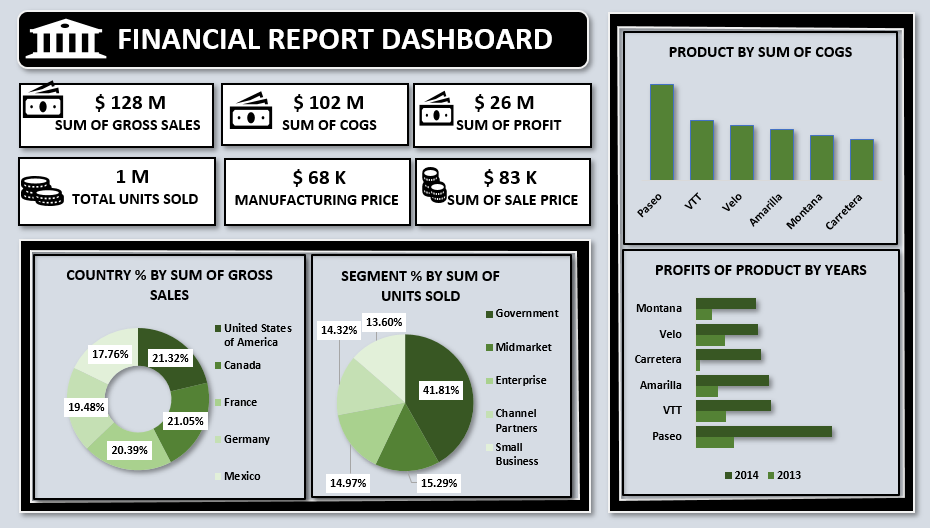 FINANCIAL REPORT DASHBOARD
$ 128 M
SUM OF GROSS SALES
$ 102 M
SUM OF COGS
$ 26 M
SUM OF PROFIT
1 M
TOTAL UNITS SOLD
$ 68 K
MANUFACTURING PRICE
$ 83 K
SUM OF SALE PRICE
COUNTRY % BY SUM OF GROSS
SALES
17.76%
21.32%
19.48%
21.05%
20.39%
United States
of America
Canada
France
Germany
Mexico
SEGMENT % BY SUM OF
UNITS SOLD
14.32%
13.60%
41.81%
14.97%
15.29%
Government
Midmarket
Enterprise
Channel
Partners
Small
Business
PRODUCT BY SUM OF COGS
Paseo
VTT
Velo
Amarilla
Montana
Carretera
PROFITS OF PRODUCT BY YEARS
Montana
Velo
Carretera
Amarilla
VTT
Paseo
2014 2013